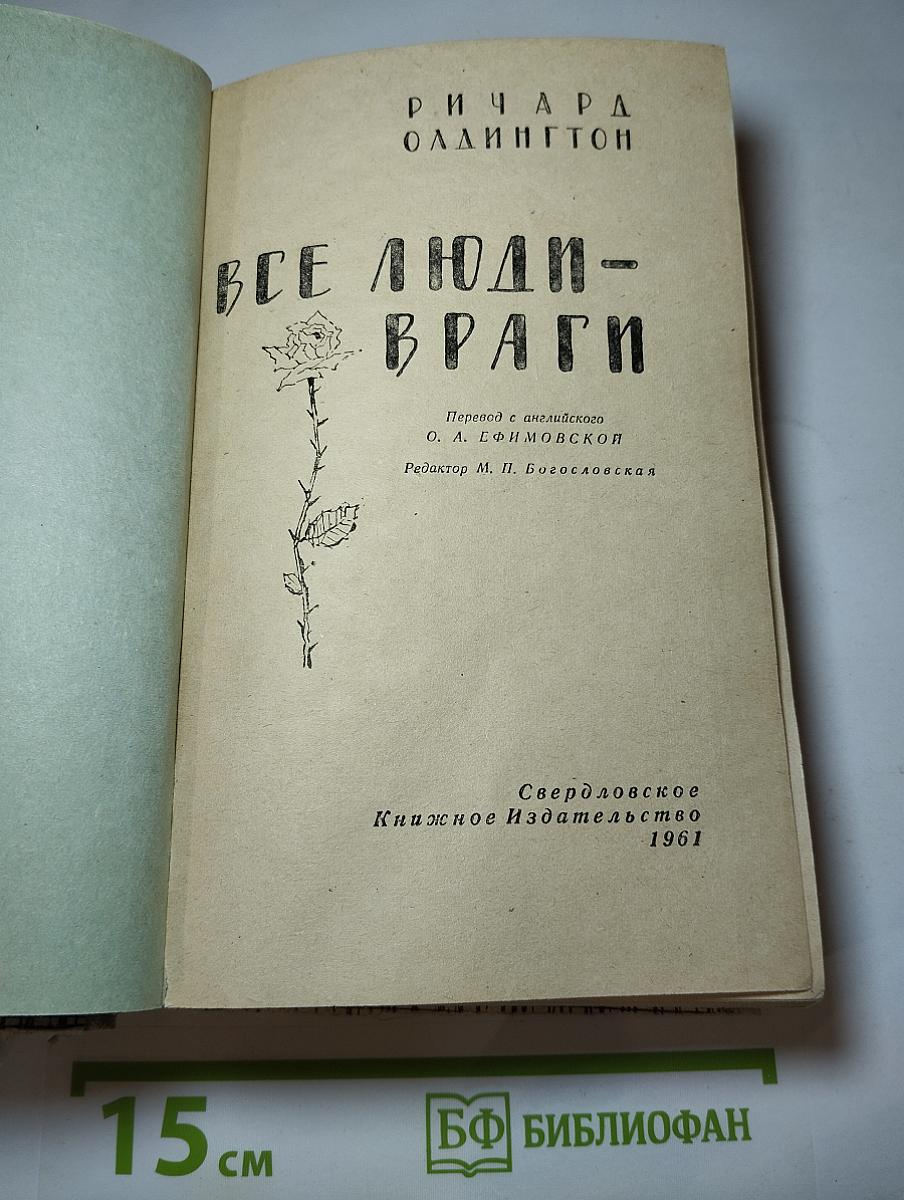 РИЧАРД
ОЛДИНГТОН
ВСЕ ЛЮДИ-
ВРАГИ
Перевод с английского
О. А. ЕФИМОВСКОЙ
Редактор М. П. Богословская
Свердловское
Книжное Издательство
1961
15 см
БФ БИБЛИОФАН